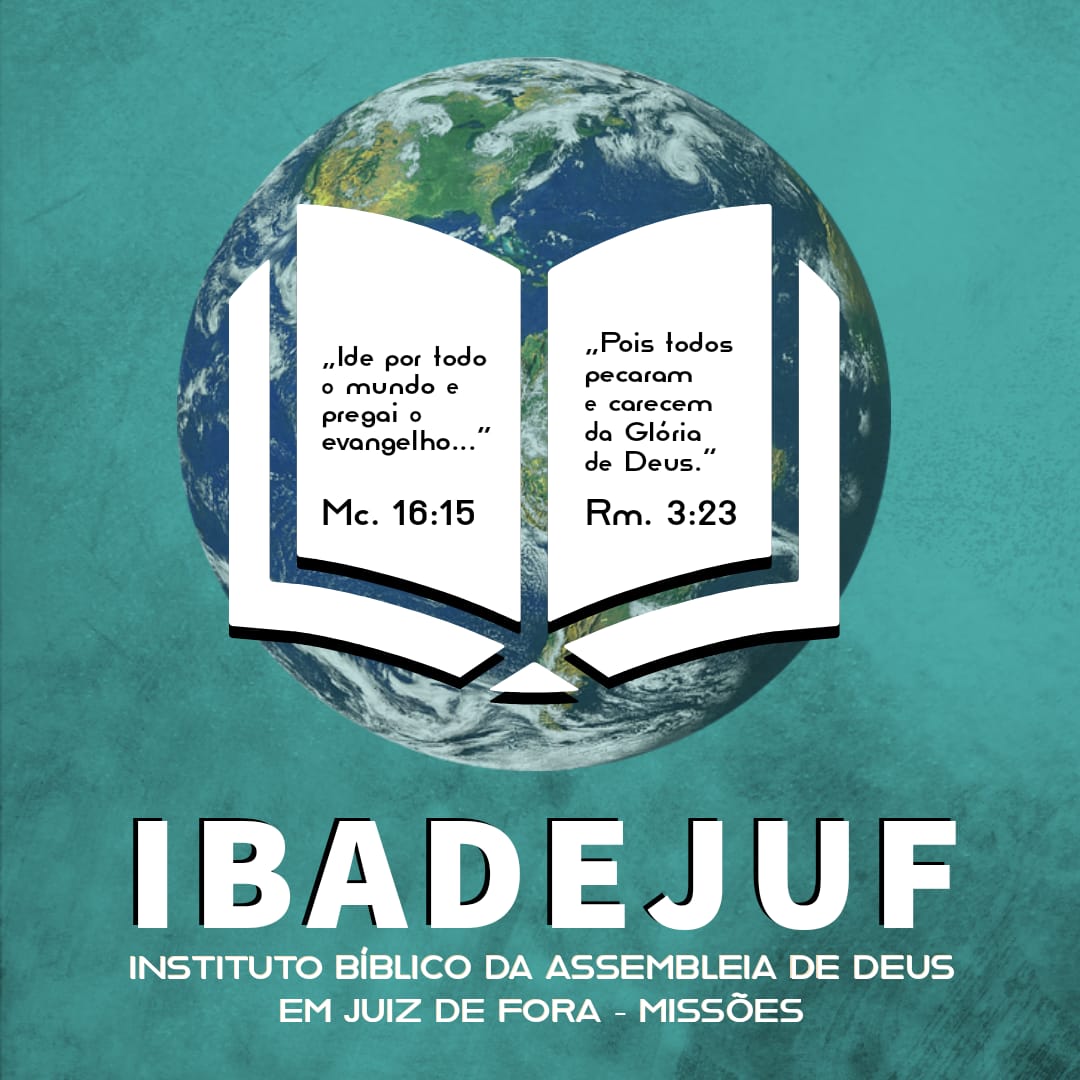 „Ide por todo
o mundo e
pregai o
evangelho...”
Mc. 16:15
„Pois todos
pecaram
e carecem
da Glória
de Deus.”
Rm. 3:23
IBADEJUF
INSTITUTO BÍBLICO DA ASSEMBLEIA DE DEUS
EM JUIZ DE FORA - MISSÕES